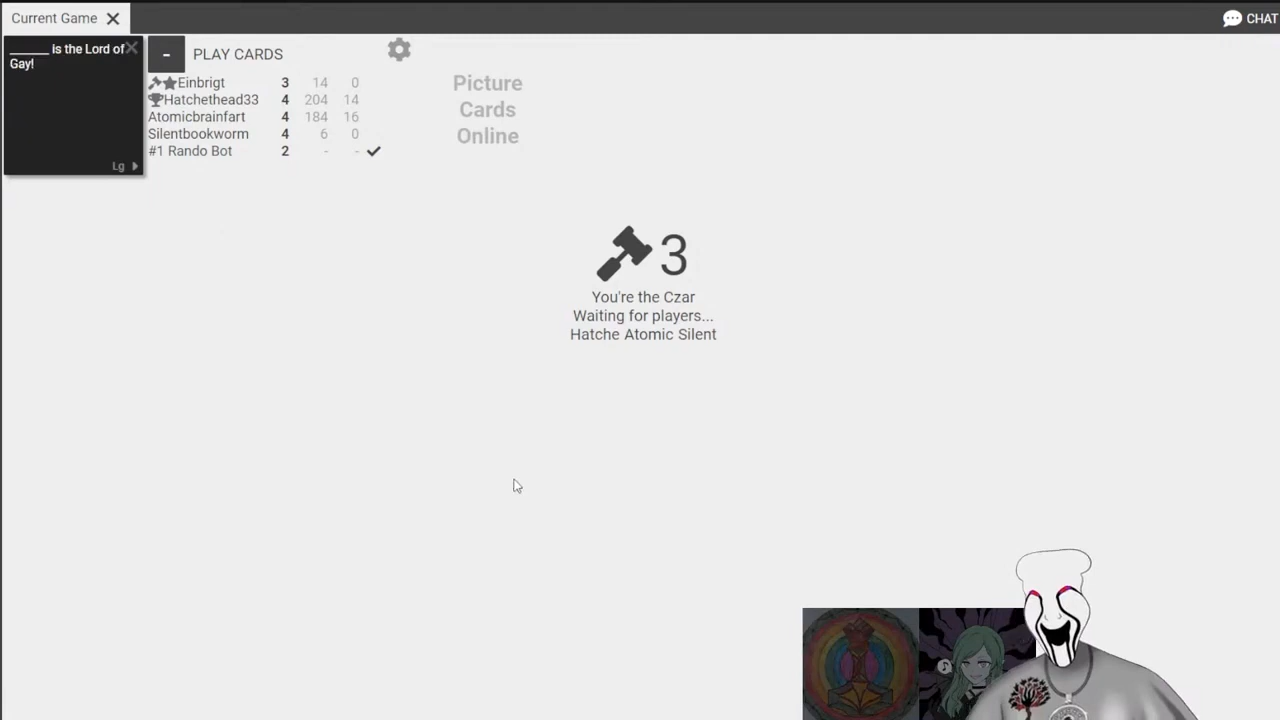 Current Game
CHAT
______ is the Lord of
Gay!
Lg
- PLAY CARDS
Einbrigt 3 14 0
Hatchethead33 4 204 14
Atomicbrainfart 4 184 16
Silentbookworm 4 6 0
#1 Rando Bot 2 - -
Picture
Cards
Online
3
You're the Czar
Waiting for players...
Hatche Atomic Silent